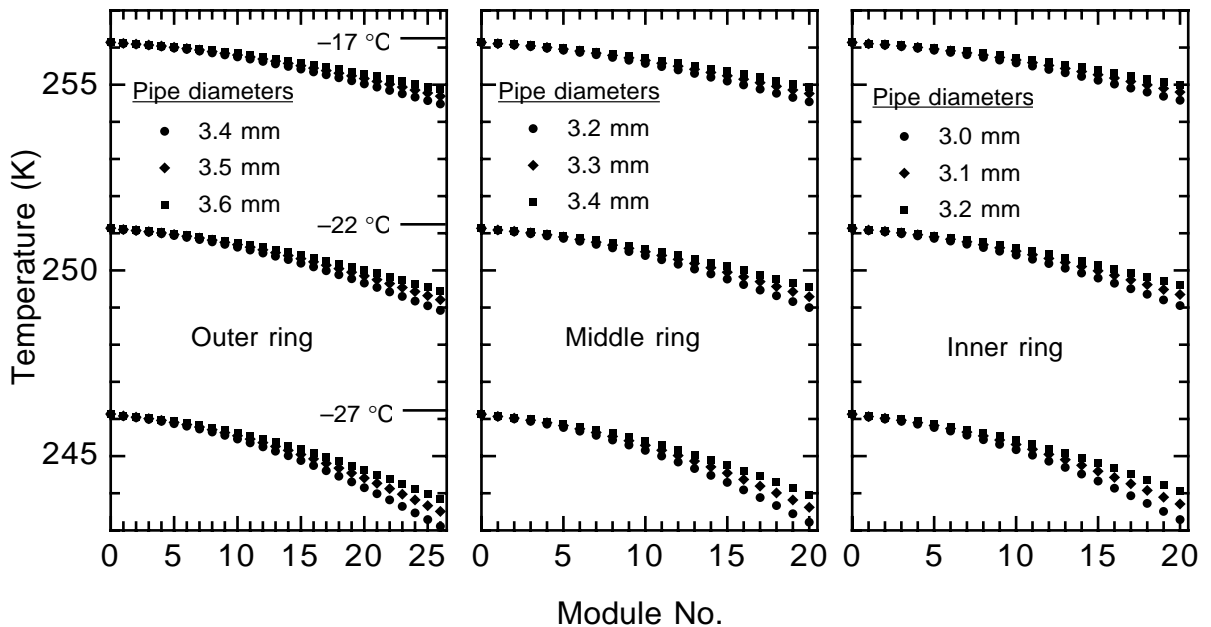 Temperature (K)
255
250
245
–17 °C
Pipe diameters
3.4 mm
3.5 mm
3.6 mm
–22 °C
Outer ring
–27 °C
0 5 10 15 20 25
Pipe diameters
3.2 mm
3.3 mm
3.4 mm
Middle ring
0 5 10 15 20
Pipe diameters
3.0 mm
3.1 mm
3.2 mm
Inner ring
0 5 10 15 20
Module No.